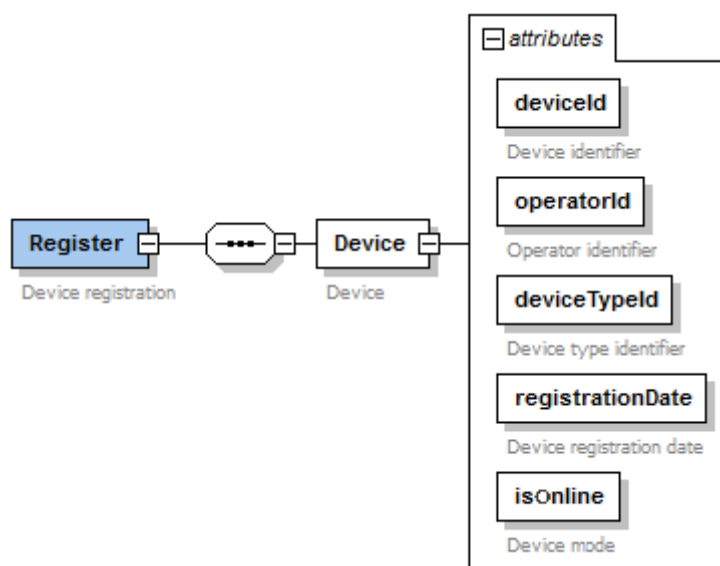 attributes
deviceId
Device identifier
operatorId
Operator identifier
Register
Device registration
Device
Device
deviceTypeId
Device type identifier
registrationDate
Device registration date
isOnline
Device mode